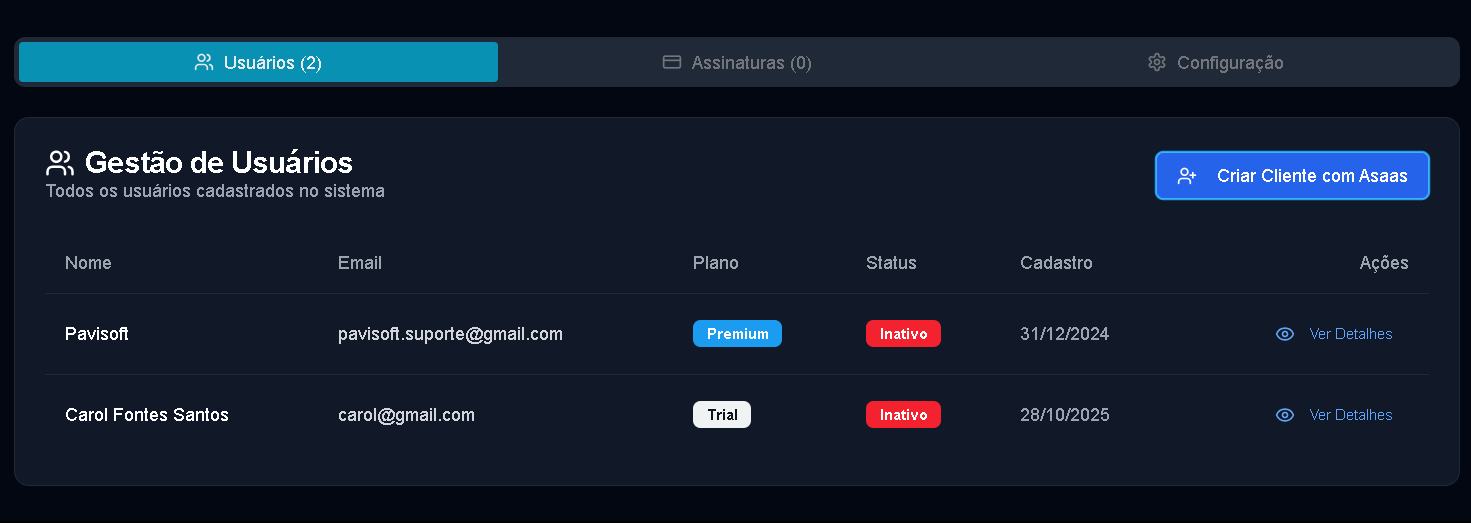 Usuários (2) Assinaturas (0) Configuração
Gestão de Usuários
Todos os usuários cadastrados no sistema
Criar Cliente com Asaas
Nome Email Plano Status Cadastro Ações
Pavisoft pavisoft.suporte@gmail.com Premium Inativo 31/12/2024 Ver Detalhes
Carol Fontes Santos carol@gmail.com Trial Inativo 28/10/2025 Ver Detalhes